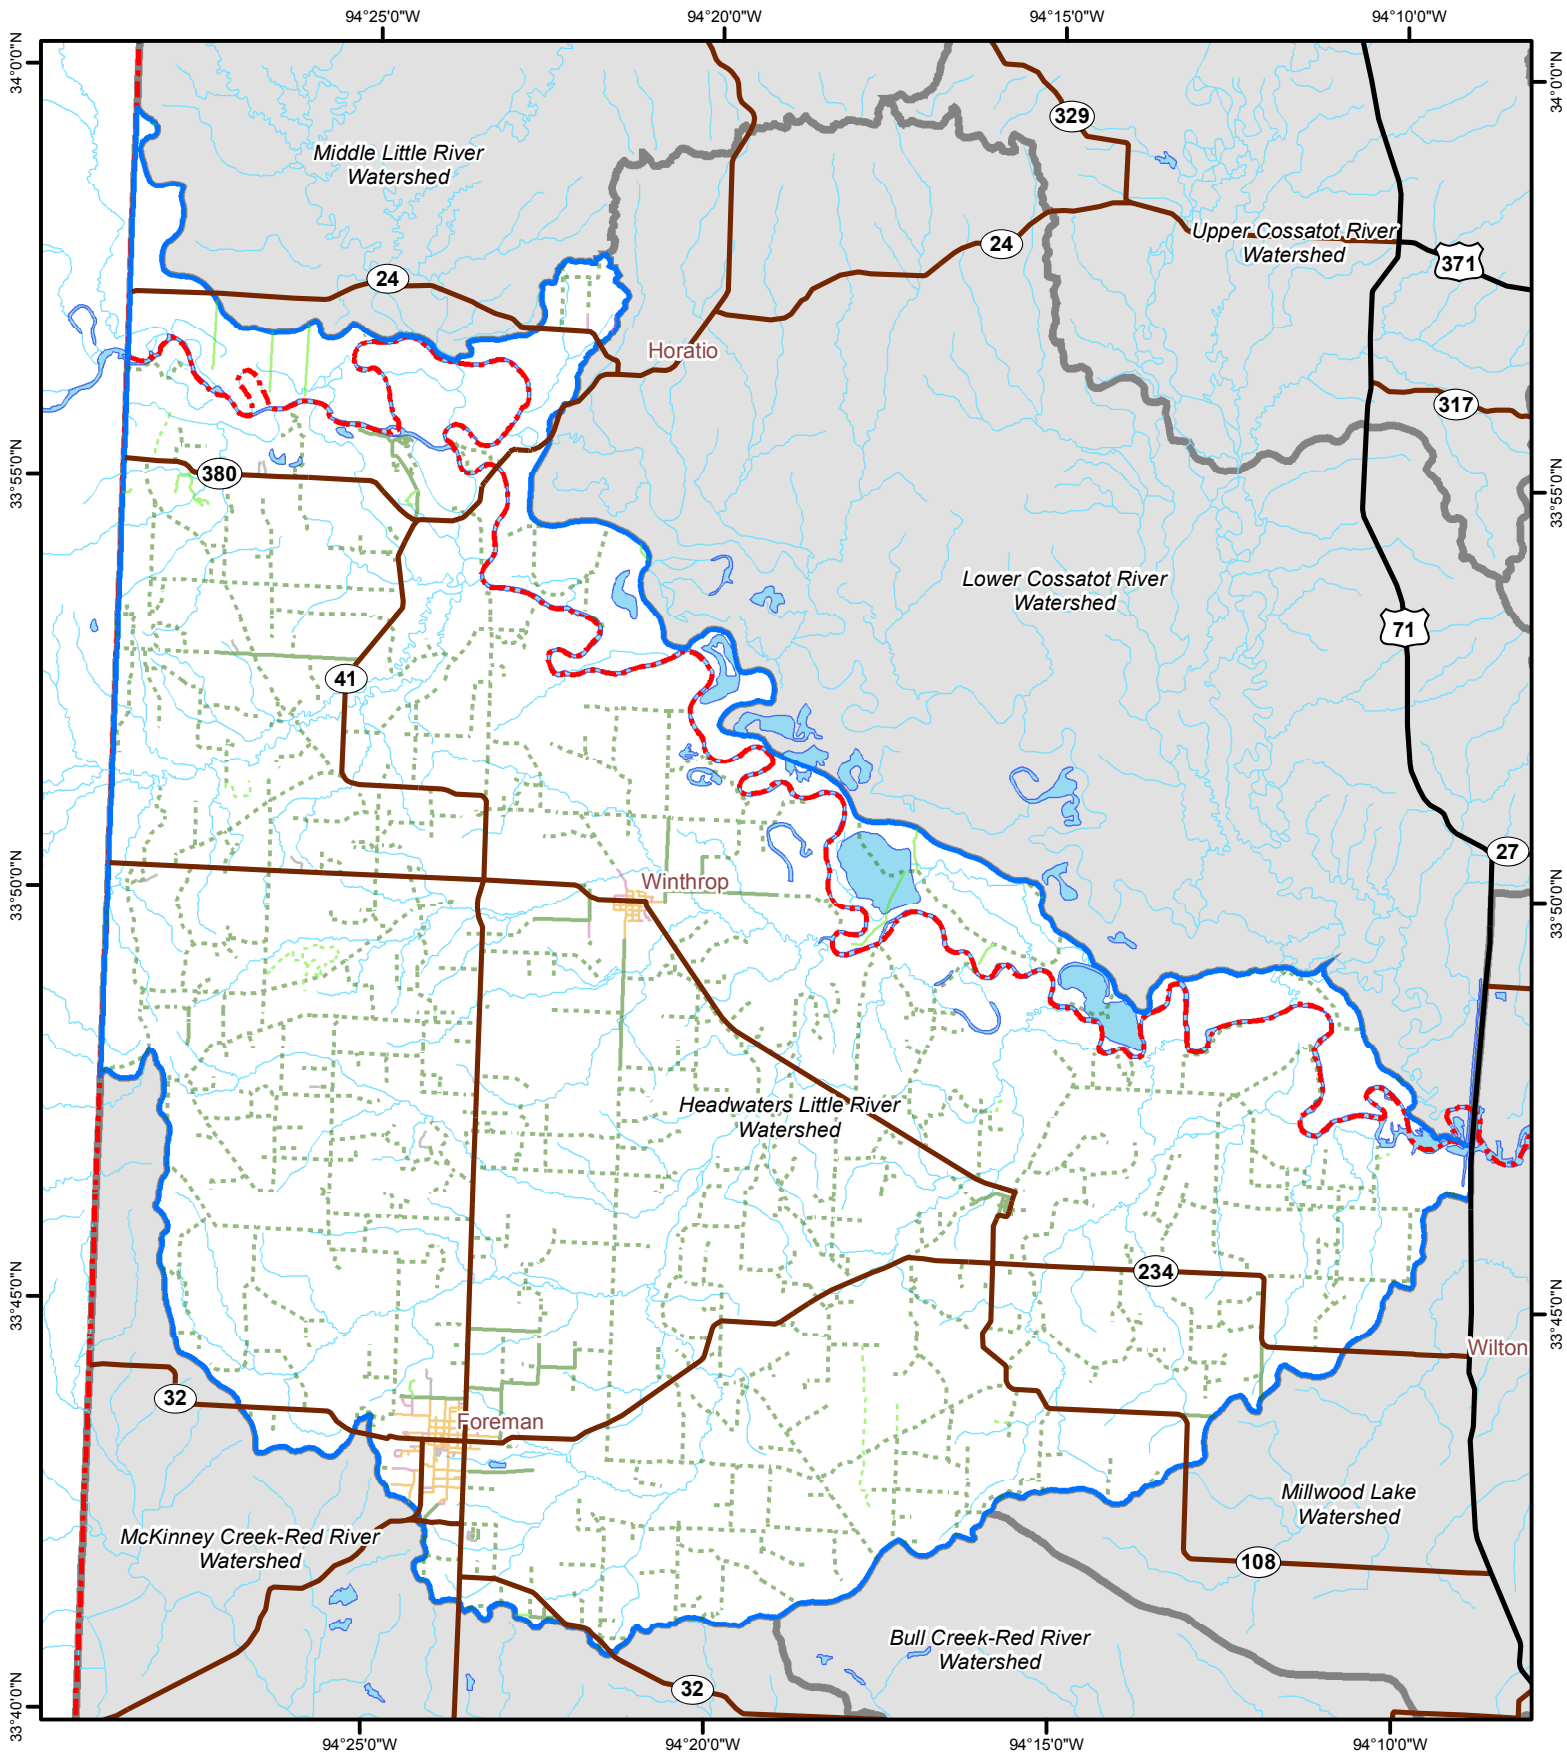 94°25'0"W
94°20'0"W
94°15'0"W
94°10'0"W
34°0'0"N
34°0'0"N
329
Middle Little River
Watershed
Upper Cossatot River
Watershed
24
371
24
Horatio
317
380
33°55'0"N
33°55'0"N
Lower Cossatot River
Watershed
71
41
27
33°50'0"N
Winthrop
33°50'0"N
Headwaters Little River
Watershed
234
33°45'0"N
33°45'0"N
Wilton
32
Foreman
Millwood Lake
Watershed
McKinney Creek-Red River
Watershed
108
Bull Creek-Red River
Watershed
32
33°40'0"N
94°25'0"W
94°20'0"W
94°15'0"W
94°10'0"W